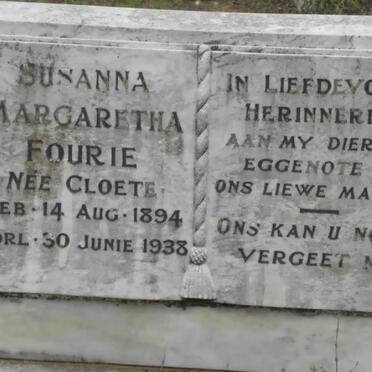 SUSANNA
MARGARETHA
FOURIE
NÉE CLOETE
EB · 14 AUG · 1894
ORL · 30 JUNIE 1938
IN LIEFDEVO
HERINNERI
AAN MY DIER
EGGENOTE
ONS LIEWE MA
ONS KAN U NO
VERGEET N